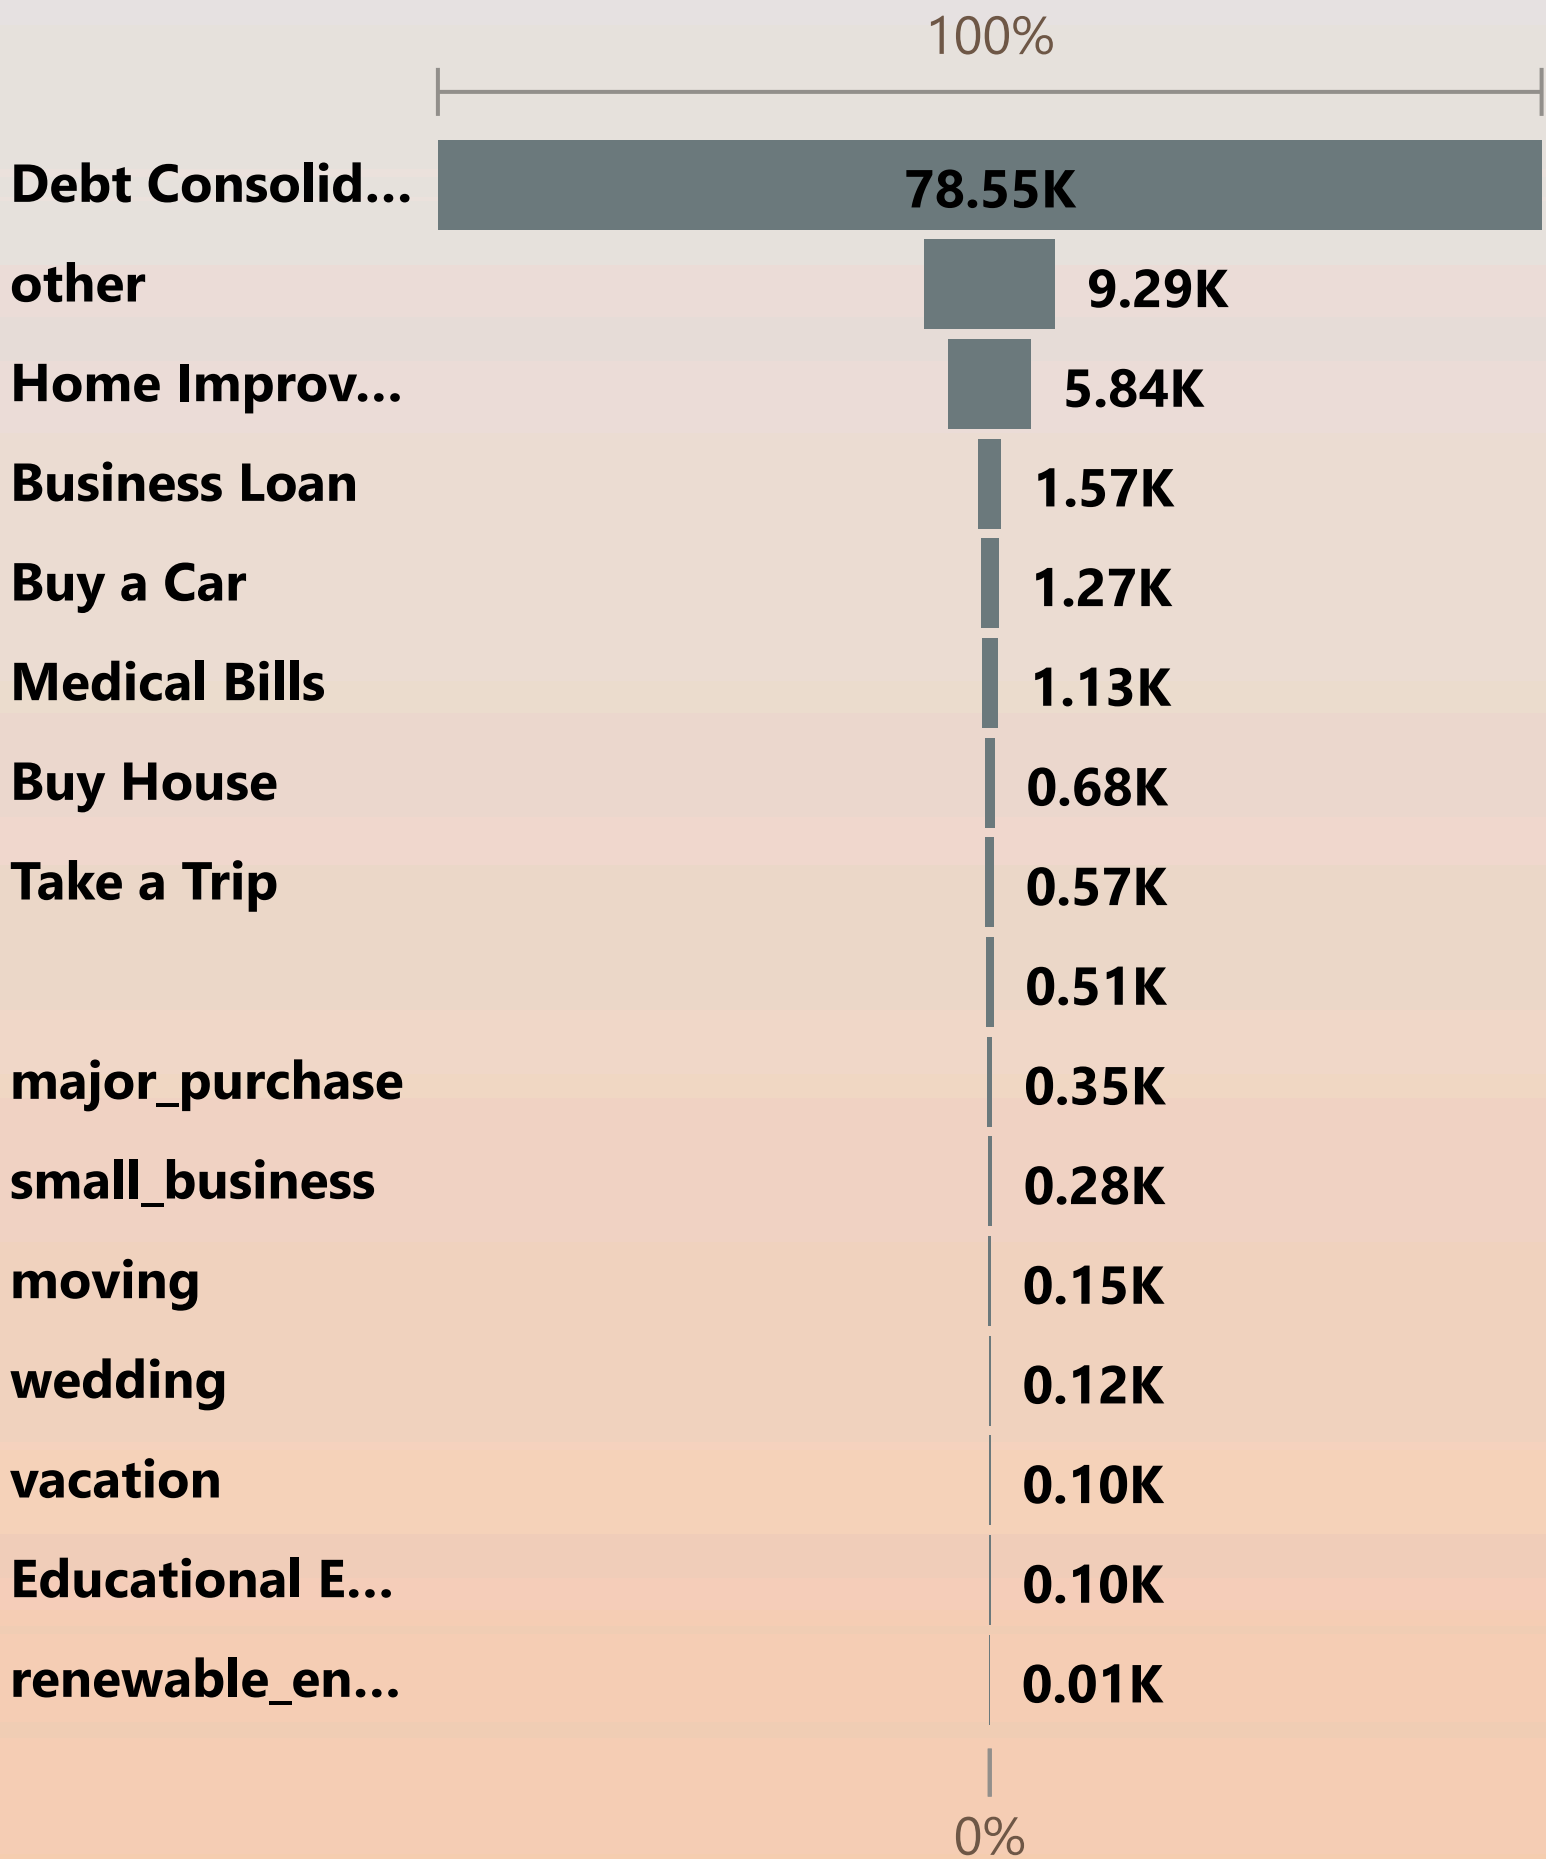 100%
Debt Consolid... 78.55K
other 9.29K
Home Improv... 5.84K
Business Loan 1.57K
Buy a Car 1.27K
Medical Bills 1.13K
Buy House 0.68K
Take a Trip 0.57K
0.51K
major_purchase 0.35K
small_business 0.28K
moving 0.15K
wedding 0.12K
vacation 0.10K
Educational E... 0.10K
renewable_en... 0.01K
0%